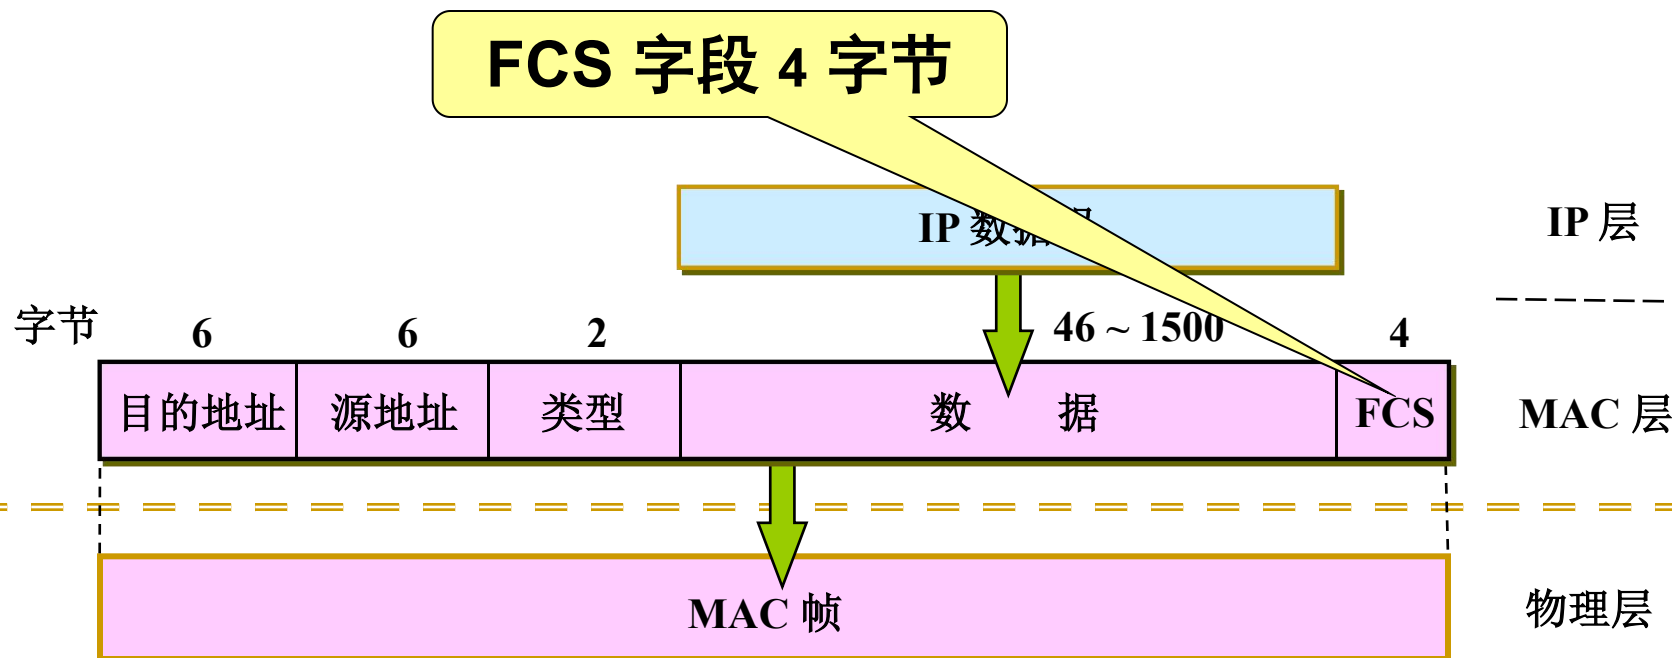 FCS 字段 4 字节
IP 数据
IP 层
字节
6
6
2
46 ~ 1500
4
目的地址
源地址
类型
数 据
FCS
MAC 层
MAC 帧
物理层